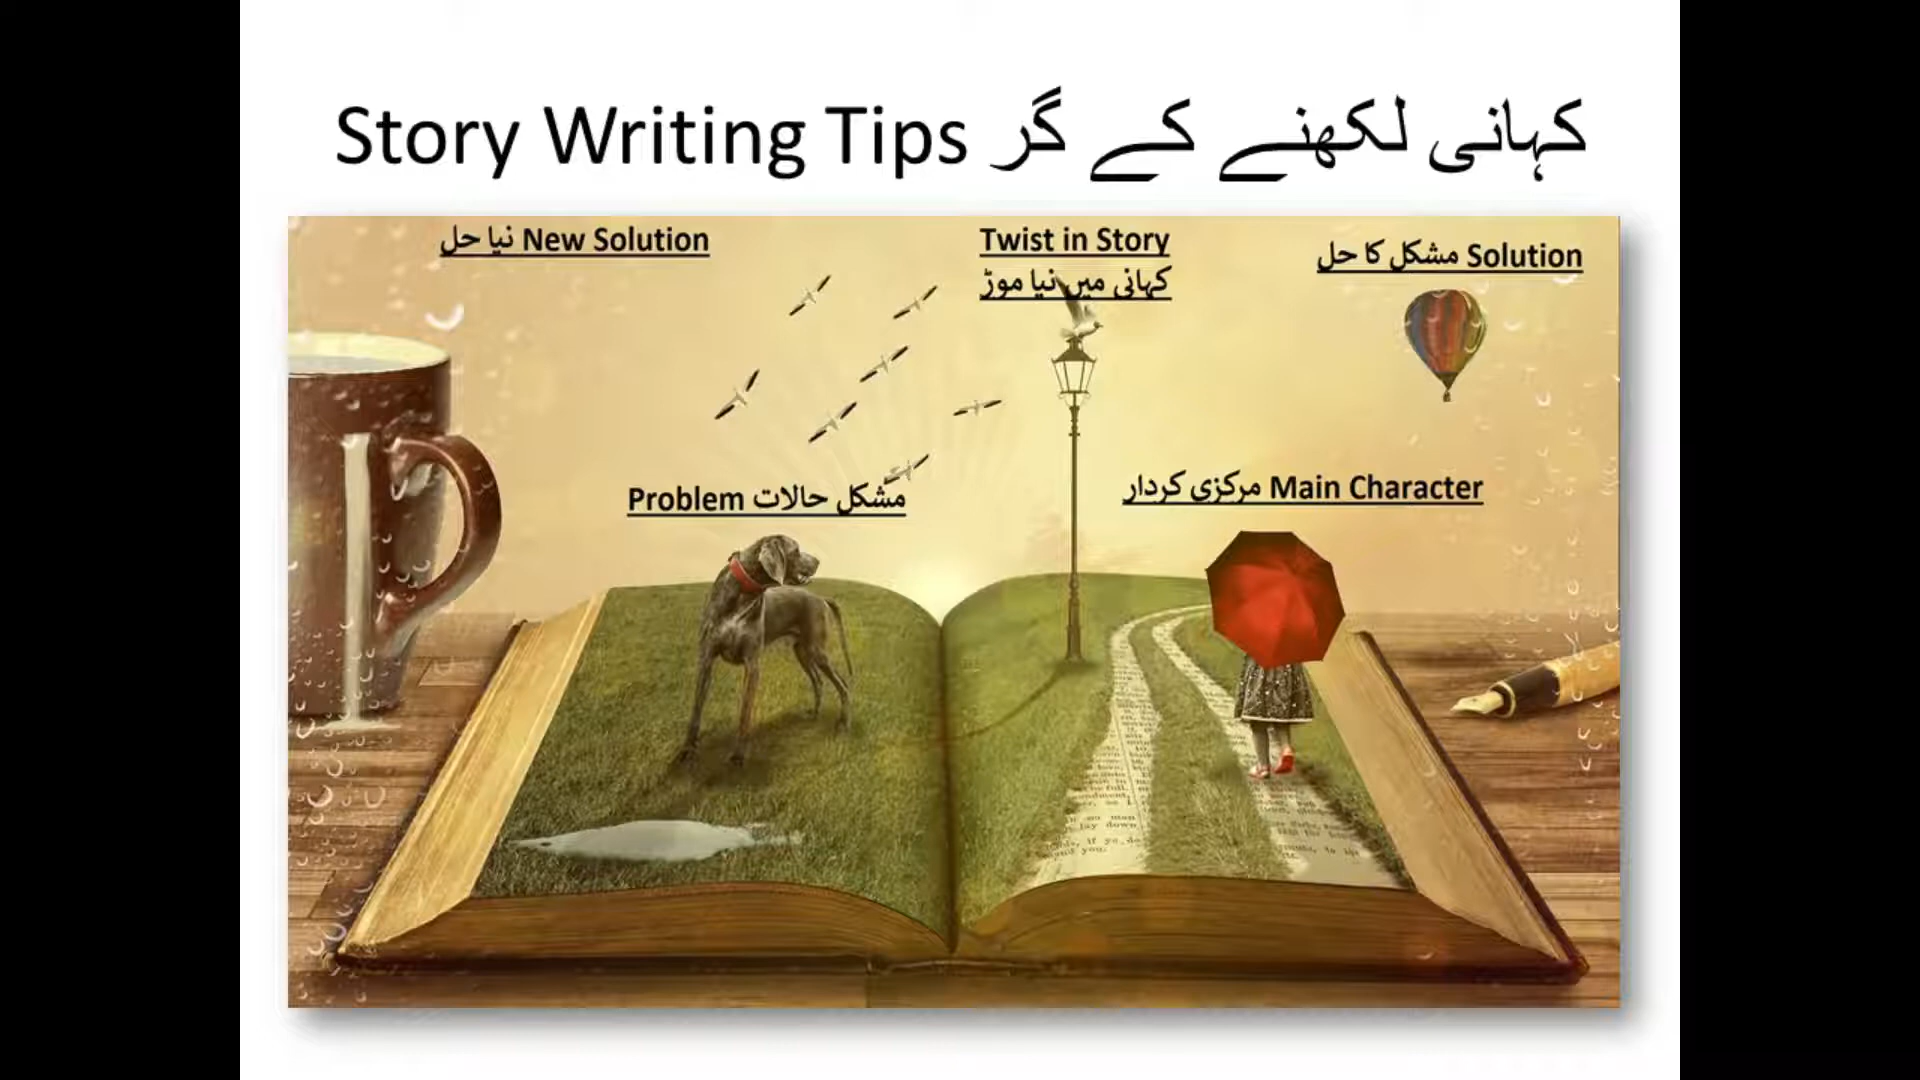 Story Writing Tips کہانی لکھنے کے گر
نیا حل New Solution
Twist in Story
کہانی میں نیا موڑ
مشکل کا حل Solution
Problem مشکل حالات
مرکزی کردار Main Character